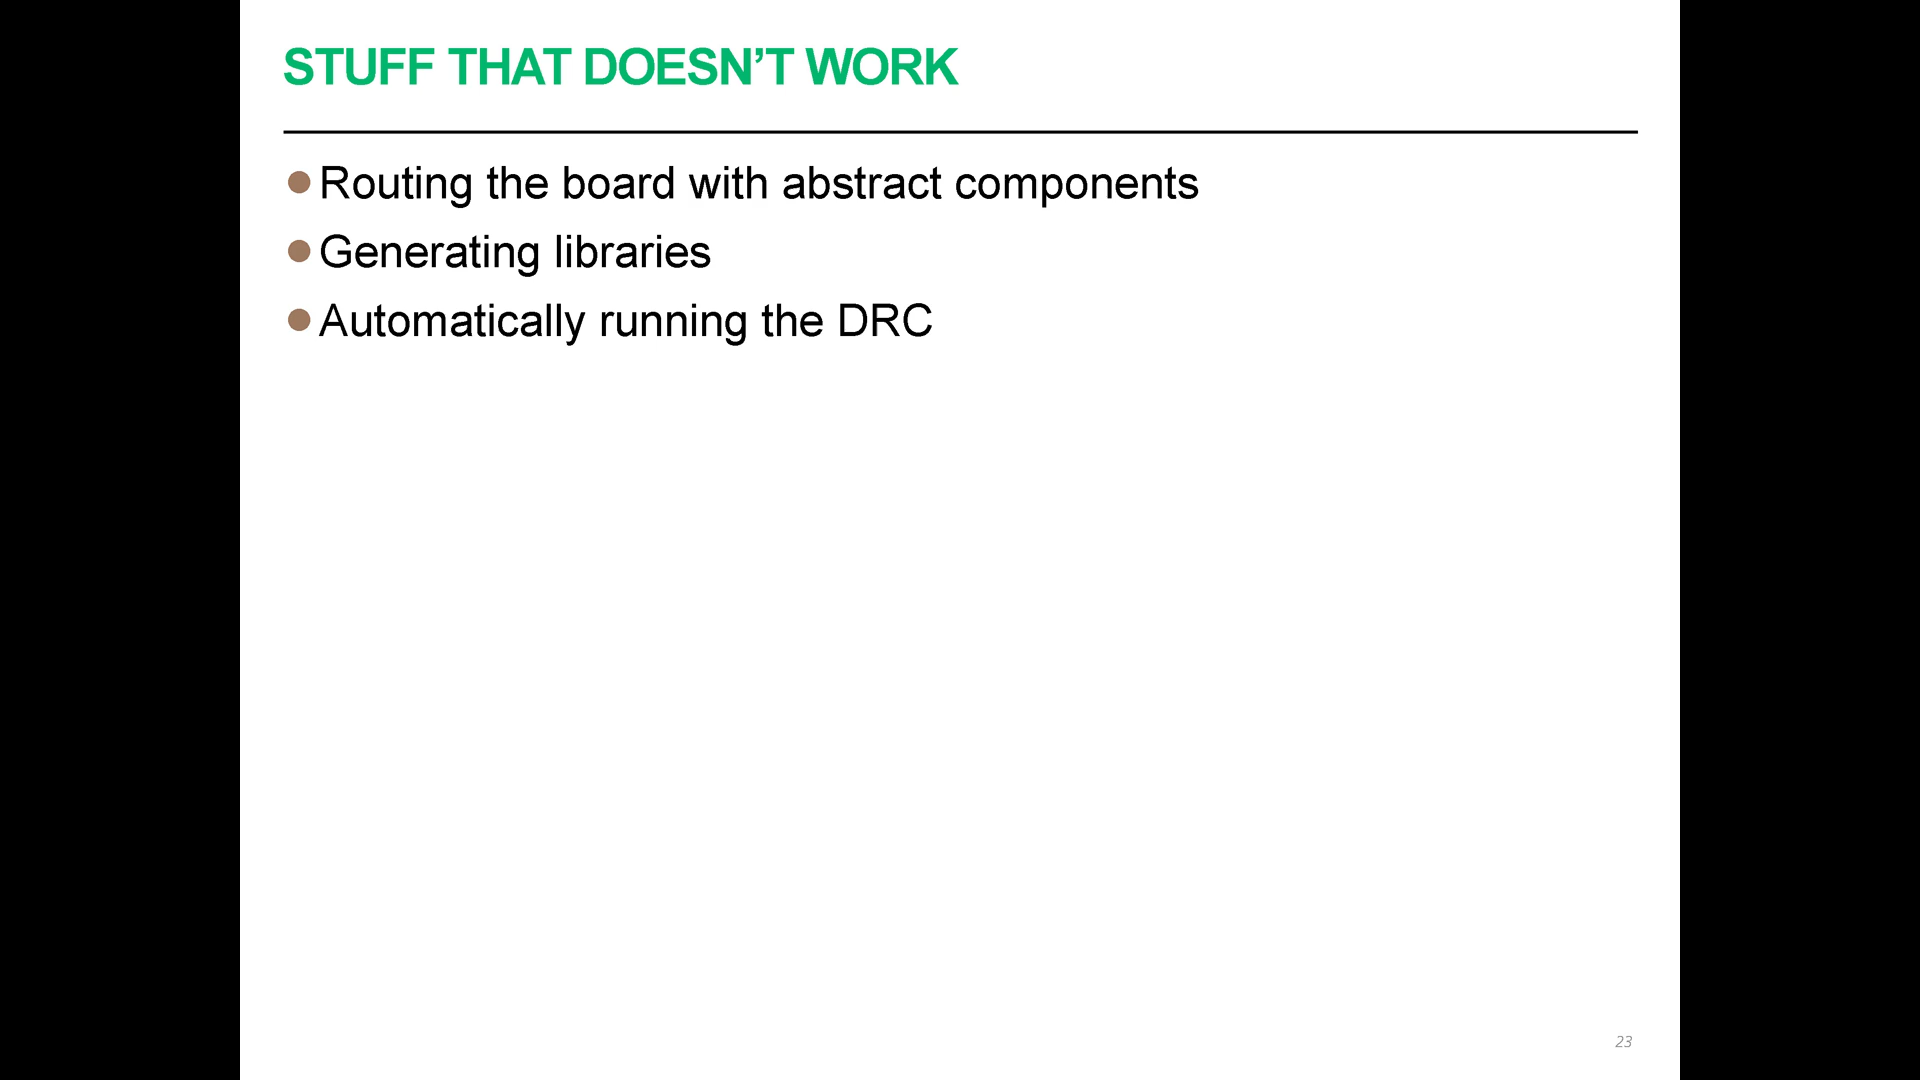 STUFF THAT DOESN’T WORK
Routing the board with abstract components
Generating libraries
Automatically running the DRC
23